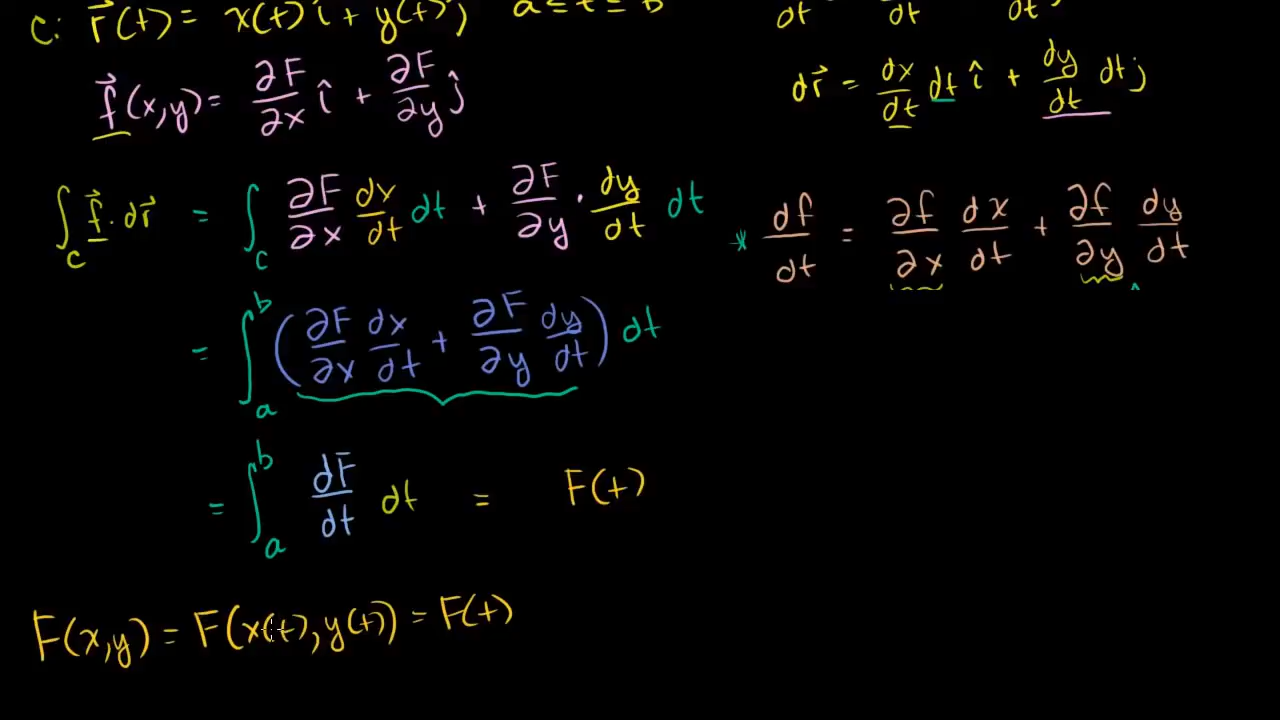 C: r⃗(t) = x(t) î + y(t) ĵ a ≤ t ≤ b
f⃗(x,y) = ∂F/∂x î + ∂F/∂y ĵ
dr⃗ = dx/dt dt î + dy/dt dt j
∫_C f⃗ · dr⃗ = ∫_C ∂F/∂x dx/dt dt + ∂F/∂y · dy/dt dt
* df/dt = ∂f/∂x dx/dt + ∂f/∂y dy/dt
= ∫_a^b (∂F/∂x dx/dt + ∂F/∂y dy/dt) dt
= ∫_a^b dF/dt dt = F(t)
F(x,y) = F(x(t), y(t)) = F(t)